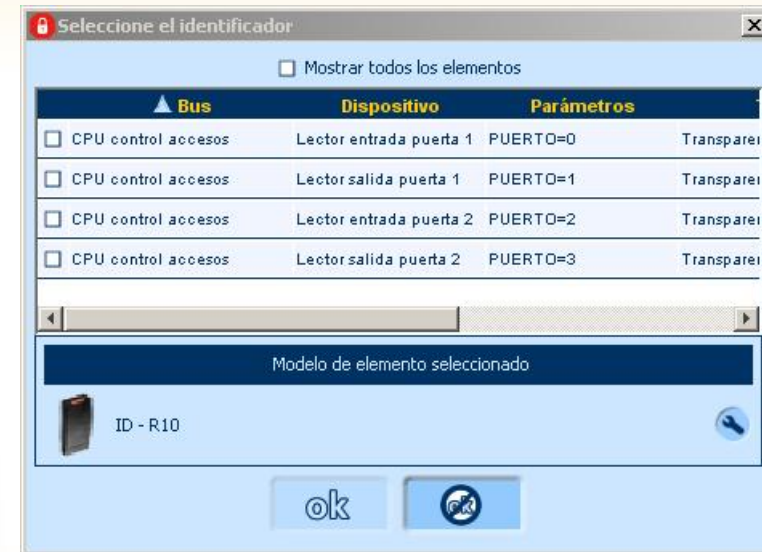 Seleccione el identificador
Mostrar todos los elementos
Bus Dispositivo Parámetros
CPU control accesos Lector entrada puerta 1 PUERTO=0
CPU control accesos Lector salida puerta 1 PUERTO=1
CPU control accesos Lector entrada puerta 2 PUERTO=2
CPU control accesos Lector salida puerta 2 PUERTO=3
Modelo de elemento seleccionado
ID - R10
ok
ok